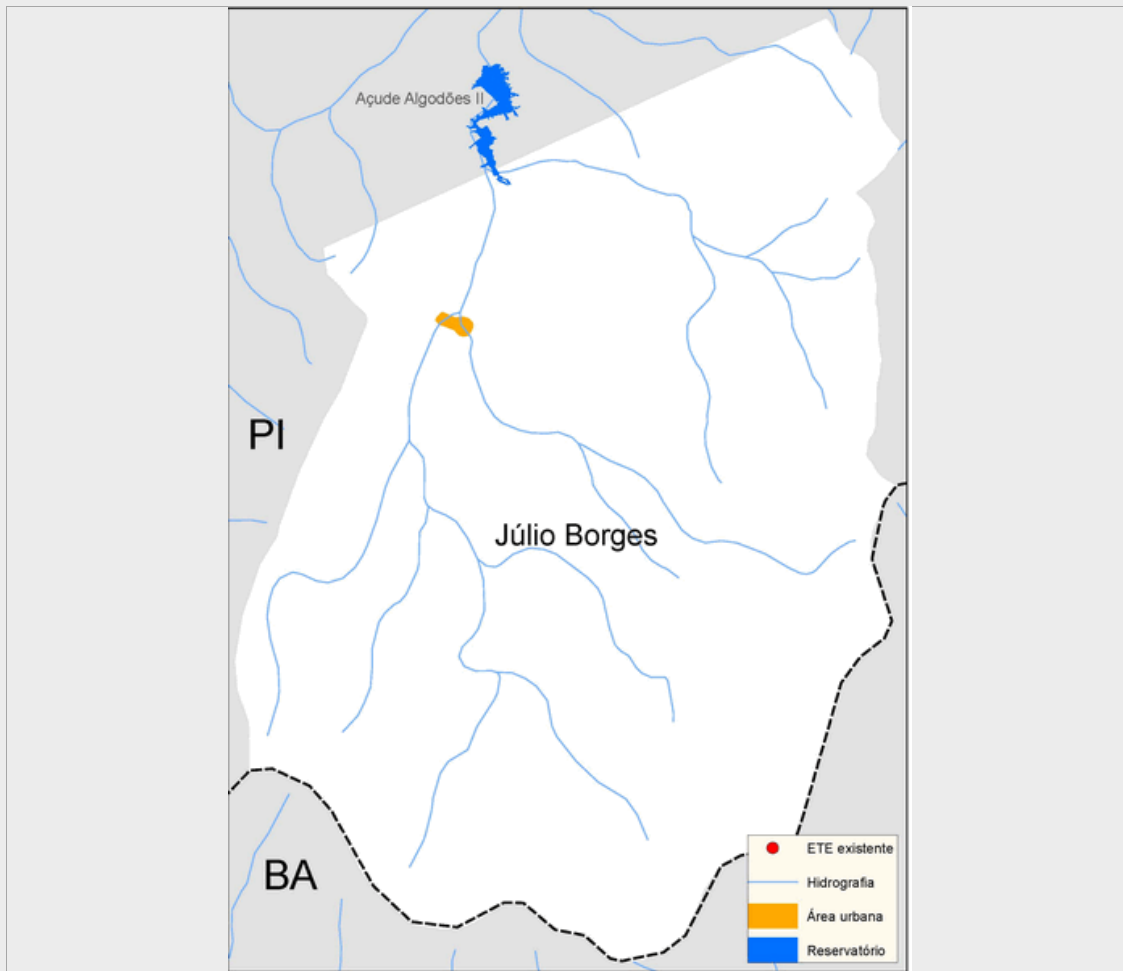 Açude Algodões II
PI
Júlio Borges
BA
ETE existente
Hidrografia
Área urbana
Reservatório